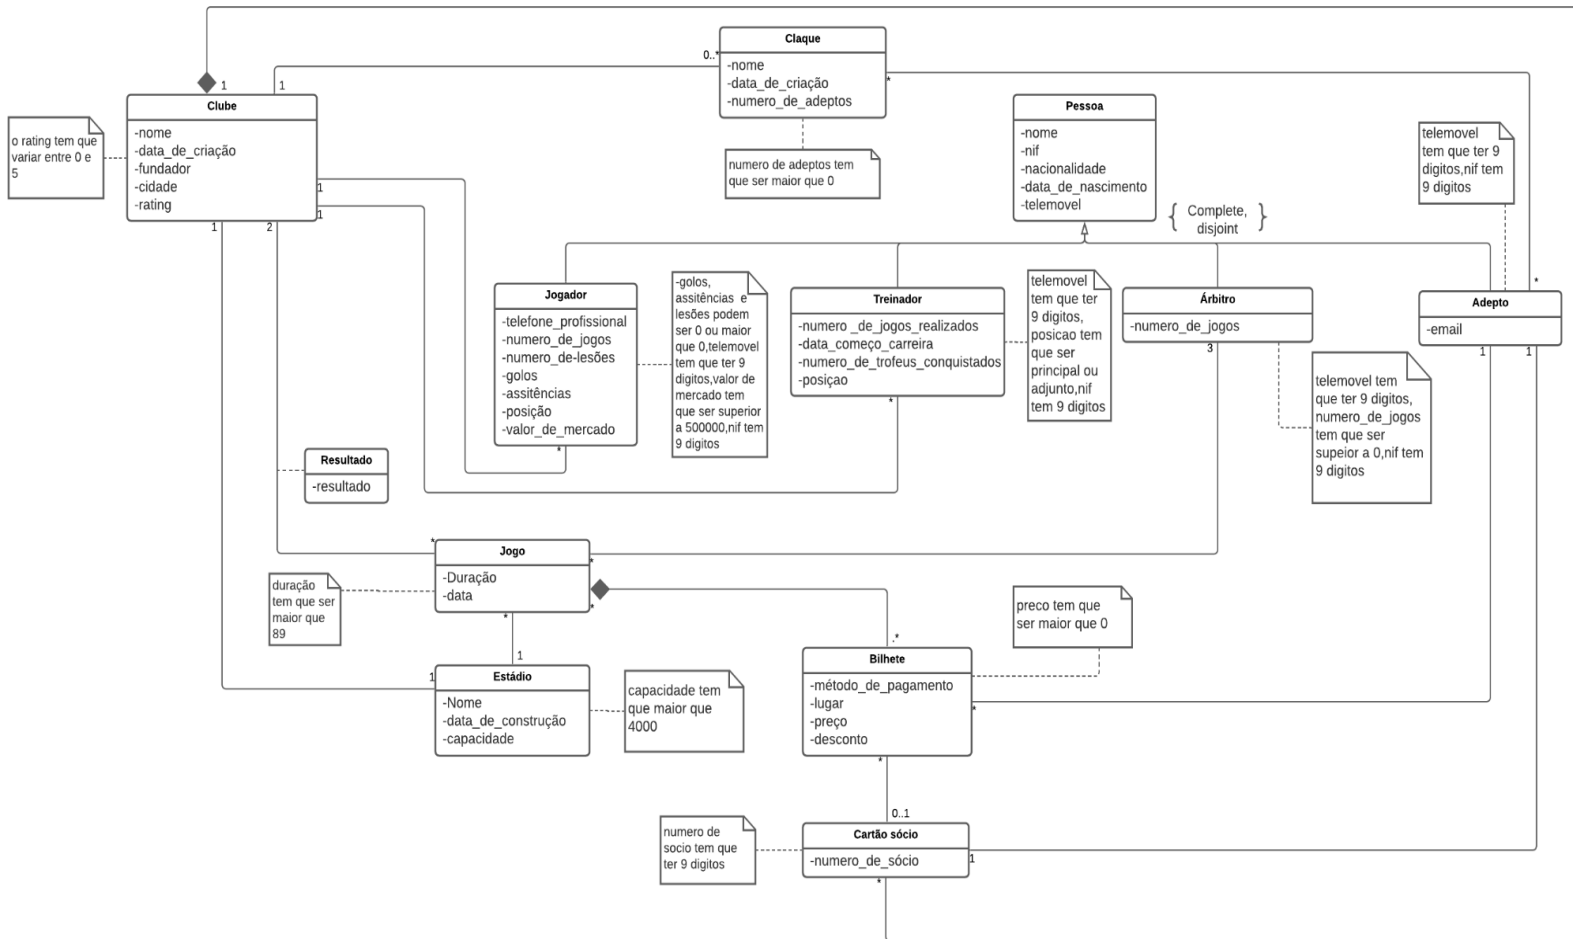 Claque
0..*
-nome
-data_de_criação
-numero_de_adeptos
*
1
1
Clube
-nome
-data_de_criação
-fundador
-cidade
-rating
o rating tem que
variar entre 0 e
5
numero de adeptos tem
que ser maior que 0
Pessoa
-nome
-nif
-nacionalidade
-data_de_nascimento
-telemovel
telemovel
tem que ter 9
digitos,nif tem
9 digitos
{ Complete,
disjoint }
1
1
1
2
Jogador
-telefone_profissional
-numero_de_jogos
-numero_de-lesões
-golos
-assitências
-posição
-valor_de_mercado
*
-golos,
assitências e
lesões podem
ser 0 ou maior
que 0,telemovel
tem que ter 9
digitos,valor de
mercado tem
que ser superior
a 500000,nif tem
9 digitos
Treinador
-numero _de_jogos_realizados
-data_começo_carreira
-numero_de_trofeus_conquistados
-posiçao
*
telemovel
tem que ter
9 digitos,
posicao tem
que ser
principal ou
adjunto,nif
tem 9 digitos
Árbitro
-numero_de_jogos
3
*
Adepto
-email
1
1
telemovel tem
que ter 9 digitos,
numero_de_jogos
tem que ser
supeior a 0,nif tem
9 digitos
Resultado
-resultado
*
Jogo
-Duração
-data
*
*
*
duração
tem que ser
maior que
89
1
1
Estádio
-Nome
-data_de_construção
-capacidade
capacidade tem
que maior que
4000
preco tem que
ser maior que 0
.*
Bilhete
-método_de_pagamento
-lugar
-preço
-desconto
*
*
0..1
Cartão sócio
-numero_de_sócio
1
*
numero de
socio tem que
ter 9 digitos